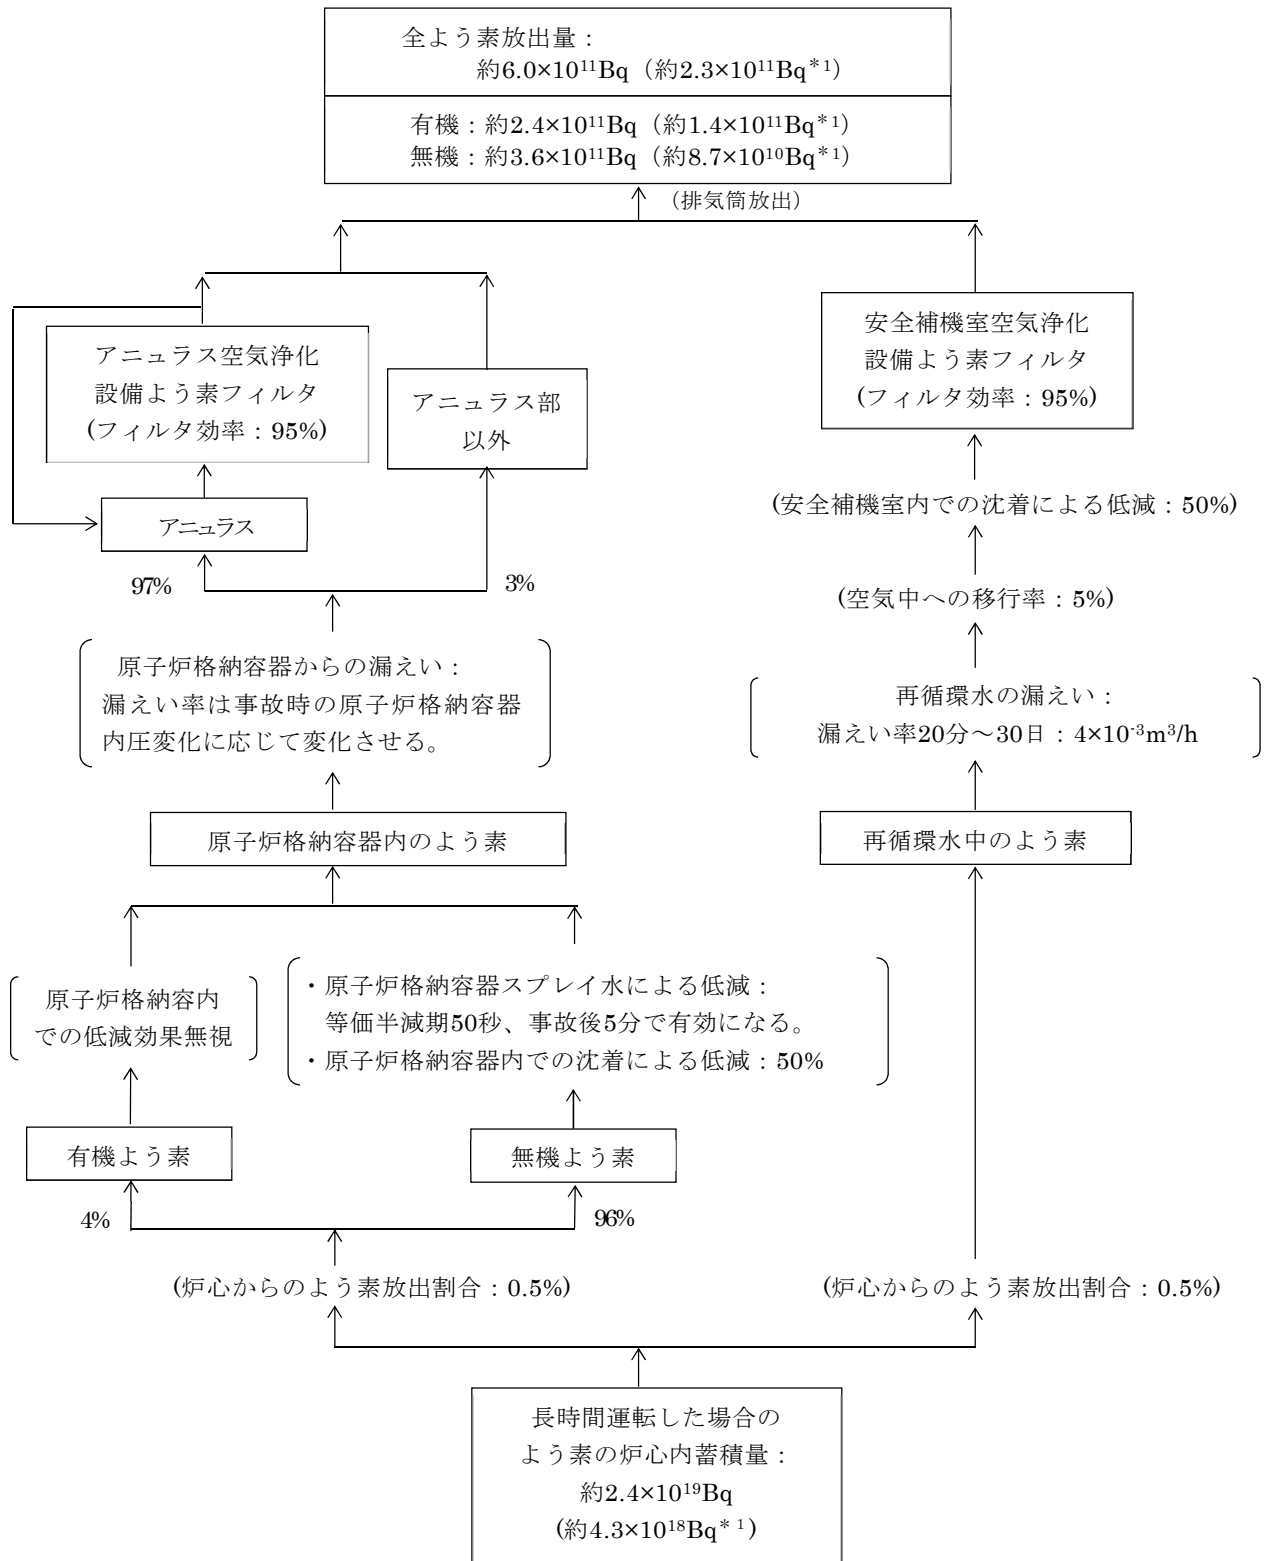 全よう素放出量：
約6.0×10¹¹Bq（約2.3×10¹¹Bq＊¹）
有機：約2.4×10¹¹Bq（約1.4×10¹¹Bq＊¹）
無機：約3.6×10¹¹Bq（約8.7×10¹⁰Bq＊¹）
（排気筒放出）
アニュラス空気浄化
設備よう素フィルタ
(フィルタ効率：95%)
アニュラス部
以外
安全補機室空気浄化
設備よう素フィルタ
(フィルタ効率：95%)
アニュラス
(安全補機室内での沈着による低減：50%)
97%
3%
(空気中への移行率：5%)
原子炉格納容器からの漏えい：
漏えい率は事故時の原子炉格納容器
内圧変化に応じて変化させる。
再循環水の漏えい：
漏えい率20分～30日：4×10⁻³m³/h
原子炉格納容器内のよう素
再循環水中のよう素
原子炉格納容内
での低減効果無視
・原子炉格納容器スプレイ水による低減：
等価半減期50秒、事故後5分で有効になる。
・原子炉格納容器内での沈着による低減：50%
有機よう素
無機よう素
4%
96%
(炉心からのよう素放出割合：0.5%)
(炉心からのよう素放出割合：0.5%)
長時間運転した場合の
よう素の炉心内蓄積量：
約2.4×10¹⁹Bq
(約4.3×10¹⁸Bq＊¹)